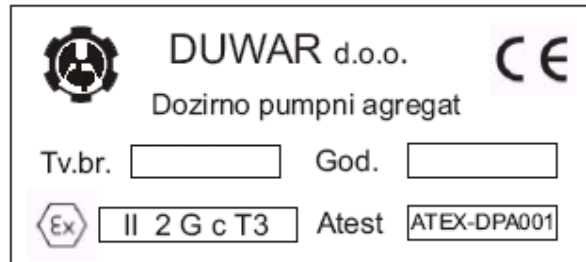 DUWAR d.o.o.
CE
Dozirno pumpni agregat
Tv.br. God.
Ex II 2 G c T3 Atest ATEX-DPA001